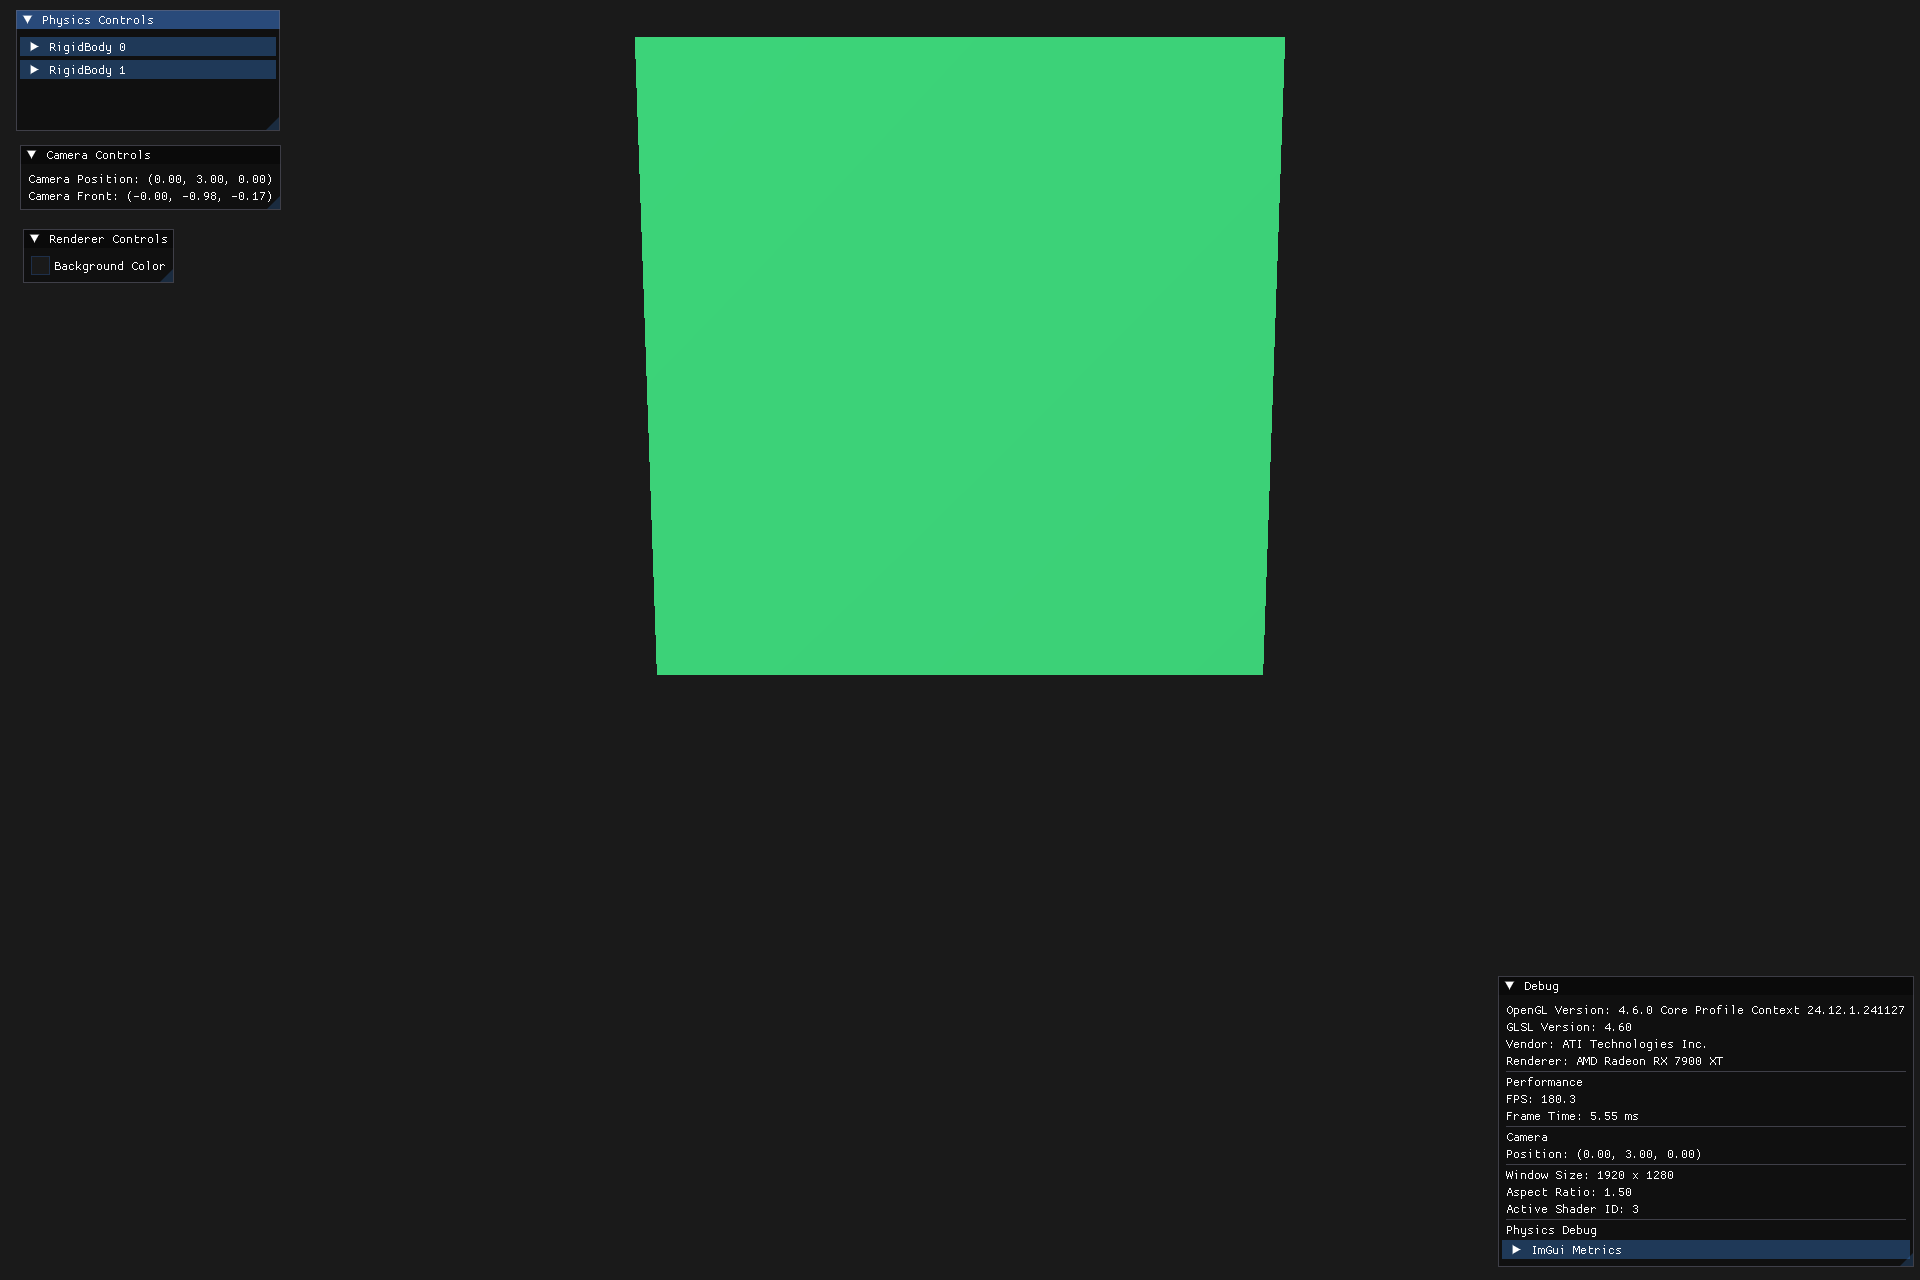 Physics Controls
RigidBody 0
RigidBody 1
Camera Controls
Camera Position: (0.00, 3.00, 0.00)
Camera Front: (-0.00, -0.98, -0.17)
Renderer Controls
Background Color
Debug
OpenGL Version: 4.6.0 Core Profile Context 24.12.1.241127
GLSL Version: 4.60
Vendor: ATI Technologies Inc.
Renderer: AMD Radeon RX 7900 XT
Performance
FPS: 180.3
Frame Time: 5.55 ms
Camera
Position: (0.00, 3.00, 0.00)
Window Size: 1920 x 1280
Aspect Ratio: 1.50
Active Shader ID: 3
Physics Debug
ImGui Metrics